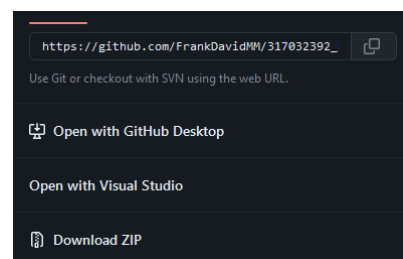 https://github.com/FrankDavidMM/317032392_
Use Git or checkout with SVN using the web URL.
Open with GitHub Desktop
Open with Visual Studio
Download ZIP